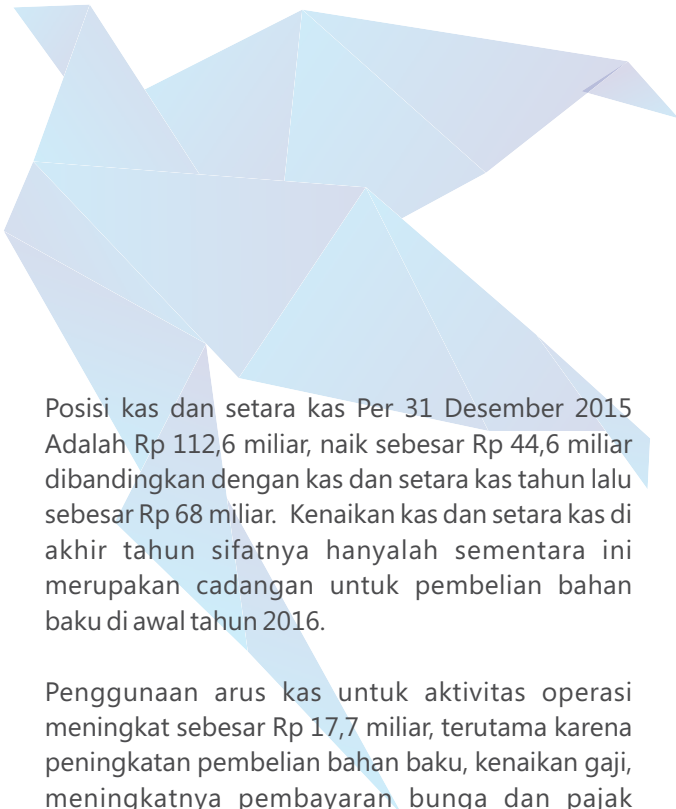 Posisi kas dan setara kas Per 31 Desember 2015
Adalah Rp 112,6 miliar, naik sebesar Rp 44,6 miliar
dibandingkan dengan kas dan setara kas tahun lalu
sebesar Rp 68 miliar. Kenaikan kas dan setara kas di
akhir tahun sifatnya hanyalah sementara ini
merupakan cadangan untuk pembelian bahan
baku di awal tahun 2016.
Penggunaan arus kas untuk aktivitas operasi
meningkat sebesar Rp 17,7 miliar, terutama karena
peningkatan pembelian bahan baku, kenaikan gaji,
meningkatnya pembayaran bunga dan pajak